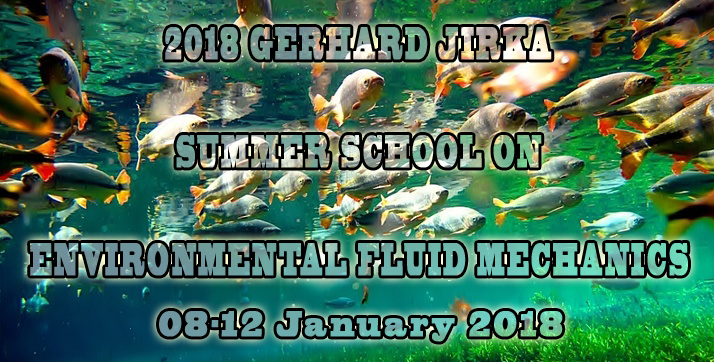 2018 GERHARD JIRKA
SUMMER SCHOOL ON
ENVIRONMENTAL FLUID MECHANICS
08-12 January 2018